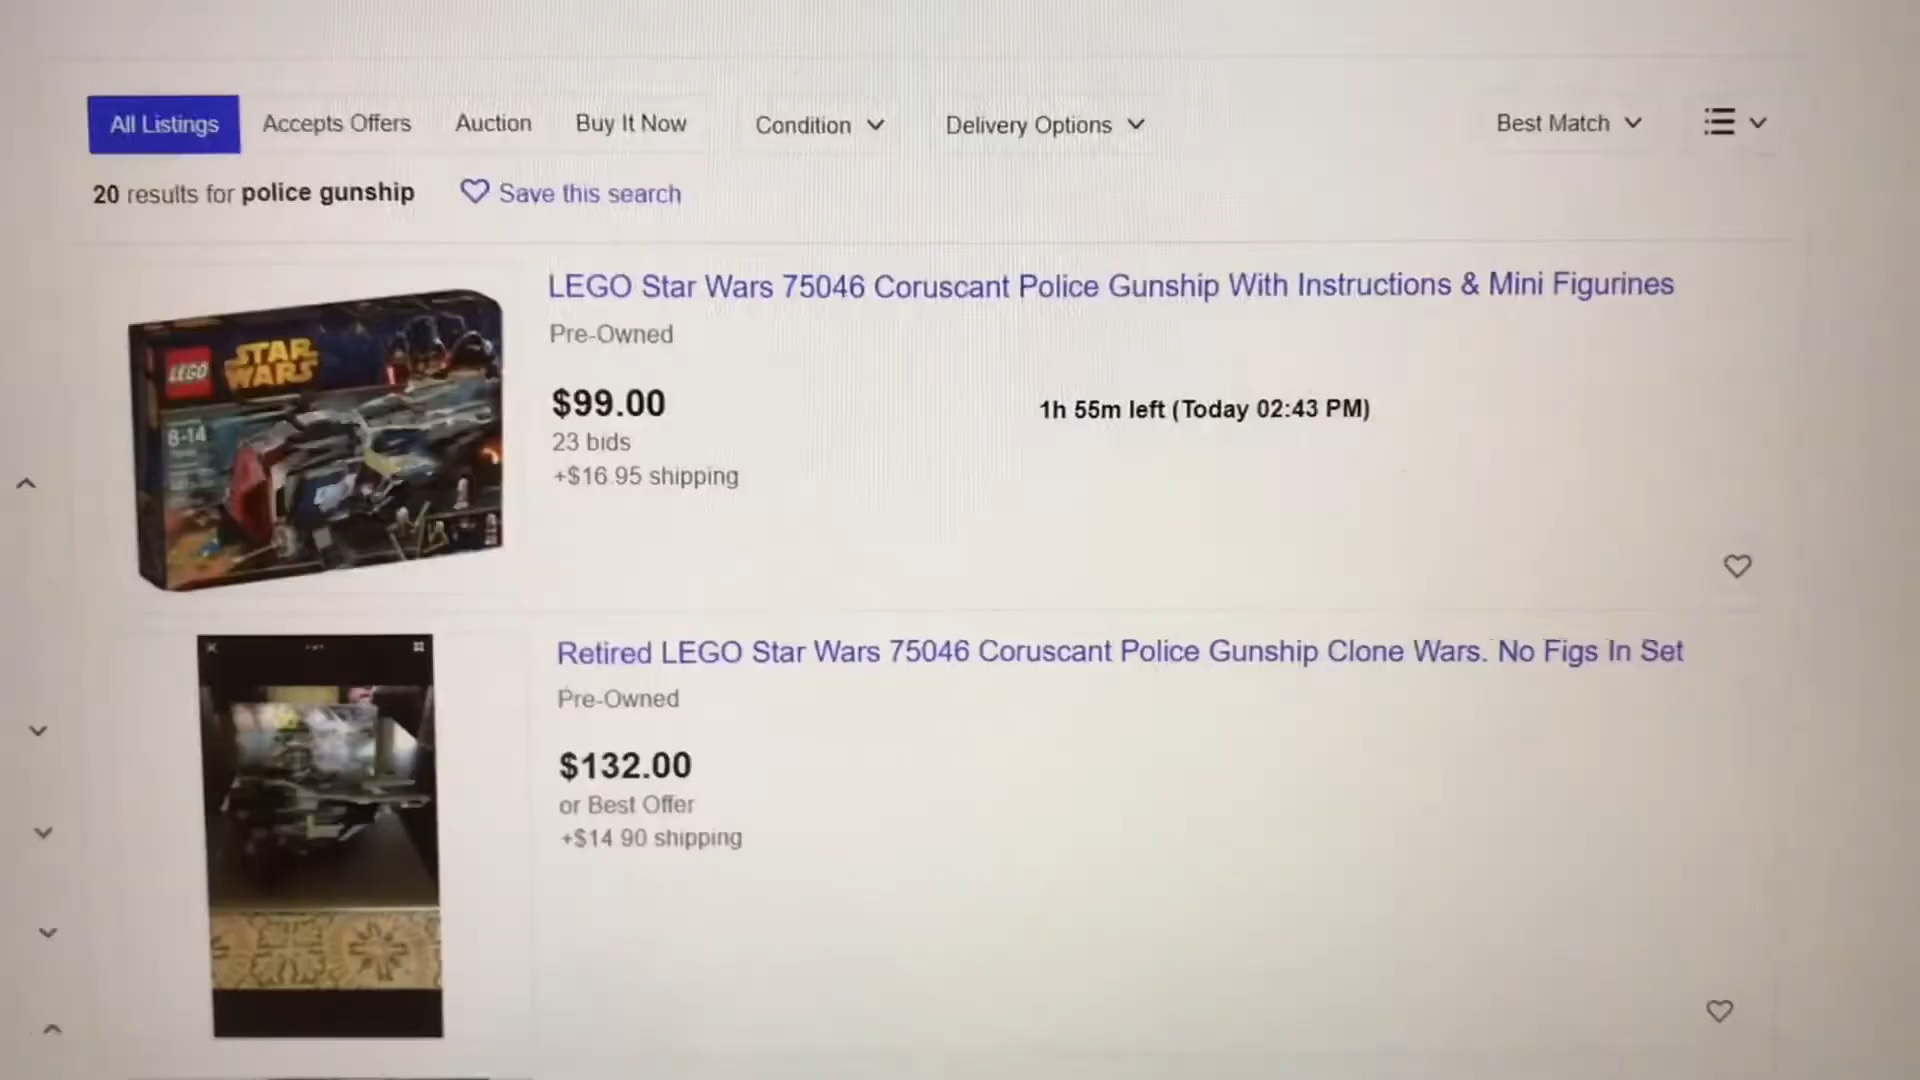 All Listings Accepts Offers Auction Buy It Now Condition Delivery Options Best Match
20 results for police gunship Save this search
LEGO Star Wars 75046 Coruscant Police Gunship With Instructions & Mini Figurines
Pre-Owned
$99.00
1h 55m left (Today 02:43 PM)
23 bids
+$16.95 shipping
LEGO
STAR
WARS
8-14
Retired LEGO Star Wars 75046 Coruscant Police Gunship Clone Wars. No Figs In Set
Pre-Owned
$132.00
or Best Offer
+$14 90 shipping